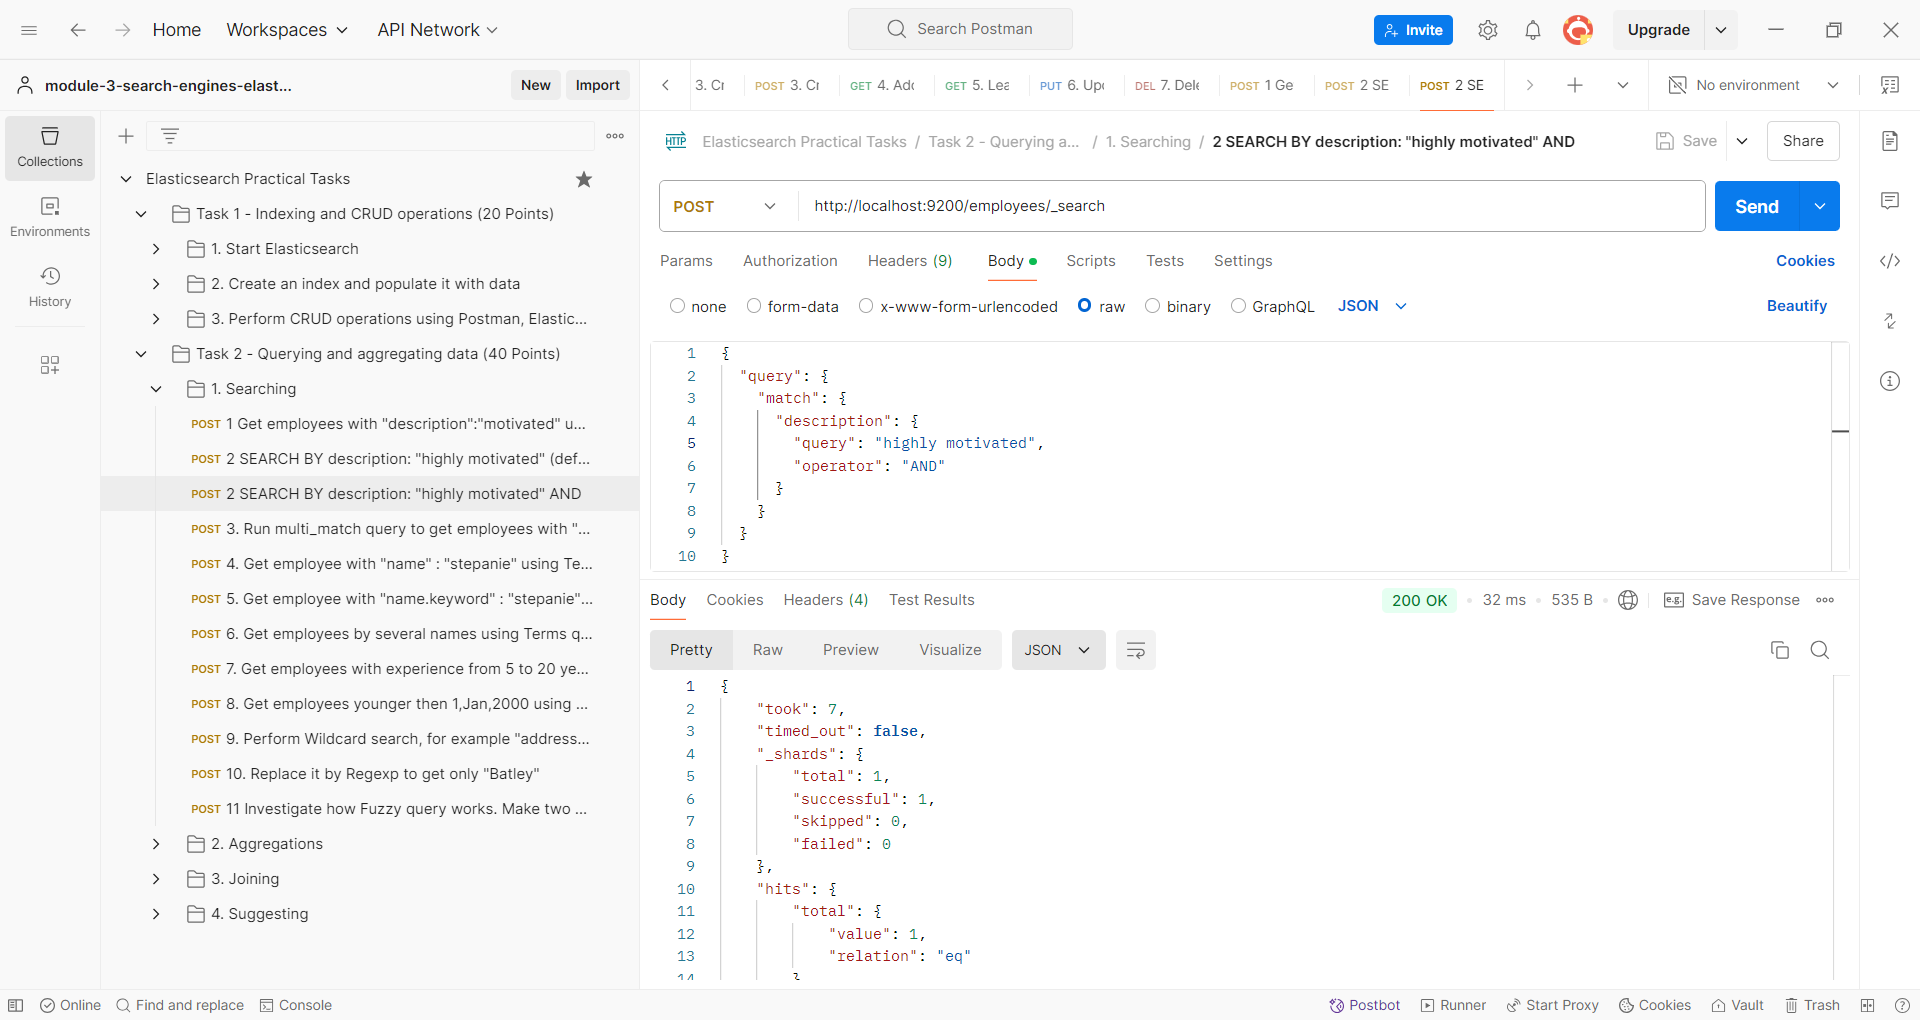 Home
Workspaces
API Network
Search Postman
Invite
Upgrade
module-3-search-engines-elast...
New
Import
3. Cr
POST 3. Cr
GET 4. Adc
GET 5. Lea
PUT 6. Upc
DEL 7. Dele
POST 1 Ge
POST 2 SE
POST 2 SE
No environment
Collections
Environments
History
Elasticsearch Practical Tasks
Task 1 - Indexing and CRUD operations (20 Points)
1. Start Elasticsearch
2. Create an index and populate it with data
3. Perform CRUD operations using Postman, Elastic...
Task 2 - Querying and aggregating data (40 Points)
1. Searching
POST 1 Get employees with "description":"motivated" u...
POST 2 SEARCH BY description: "highly motivated" (def...
POST 2 SEARCH BY description: "highly motivated" AND
POST 3. Run multi_match query to get employees with "...
POST 4. Get employee with "name" : "stepanie" using Te...
POST 5. Get employee with "name.keyword" : "stepanie"...
POST 6. Get employees by several names using Terms q...
POST 7. Get employees with experience from 5 to 20 ye...
POST 8. Get employees younger then 1,Jan,2000 using ...
POST 9. Perform Wildcard search, for example "address...
POST 10. Replace it by Regexp to get only "Batley"
POST 11 Investigate how Fuzzy query works. Make two ...
2. Aggregations
3. Joining
4. Suggesting
HTTP
Elasticsearch Practical Tasks / Task 2 - Querying a... / 1. Searching / 2 SEARCH BY description: "highly motivated" AND
Save
Share
POST
http://localhost:9200/employees/_search
Send
Params
Authorization
Headers (9)
Body
Scripts
Tests
Settings
Cookies
none
form-data
x-www-form-urlencoded
raw
binary
GraphQL
JSON
Beautify
1 {
2 "query": {
3 "match": {
4 "description": {
5 "query": "highly motivated",
6 "operator": "AND"
7 }
8 }
9 }
10 }
Body
Cookies
Headers (4)
Test Results
200 OK
32 ms
535 B
e.g. Save Response
Pretty
Raw
Preview
Visualize
JSON
1 {
2 "took": 7,
3 "timed_out": false,
4 "_shards": {
5 "total": 1,
6 "successful": 1,
7 "skipped": 0,
8 "failed": 0
9 },
10 "hits": {
11 "total": {
12 "value": 1,
13 "relation": "eq"
14 }
Online
Find and replace
Console
Postbot
Runner
Start Proxy
Cookies
Vault
Trash